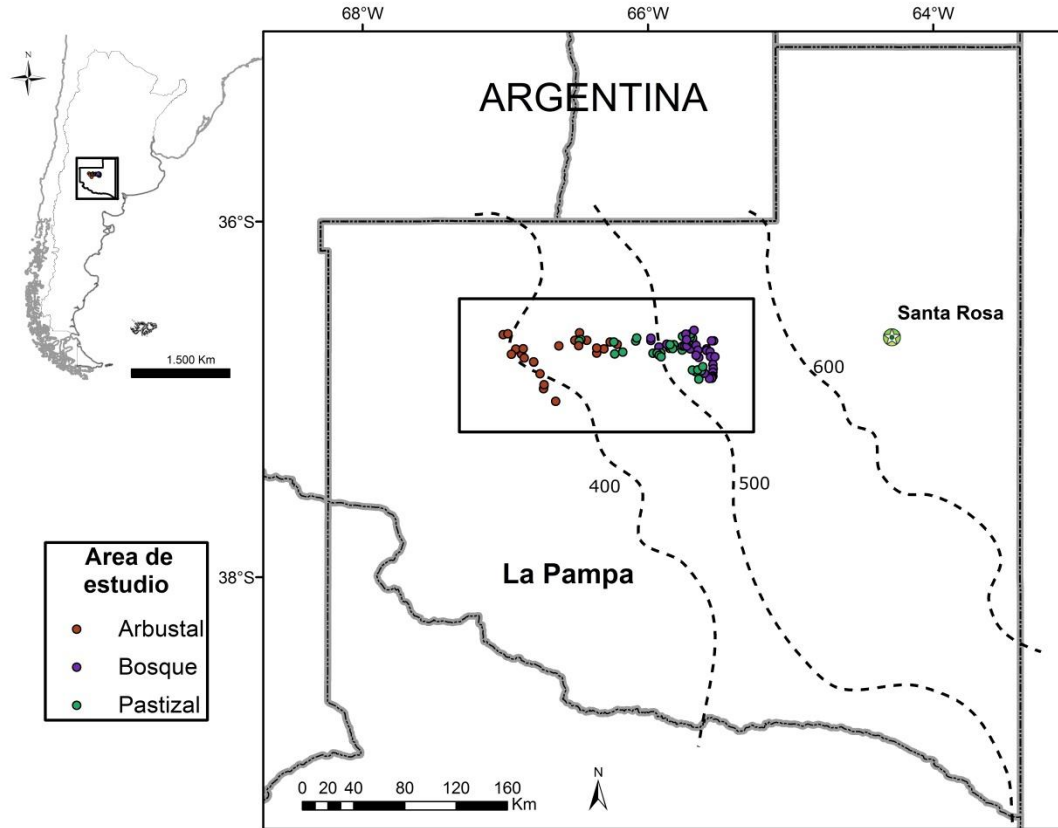 68°W
66°W
64°W
N
ARGENTINA
36°S
Santa Rosa
1.500 Km
600
400
500
Area de
estudio
Arbustal
Bosque
Pastizal
38°S
La Pampa
N
0 20 40 80 120 160
Km